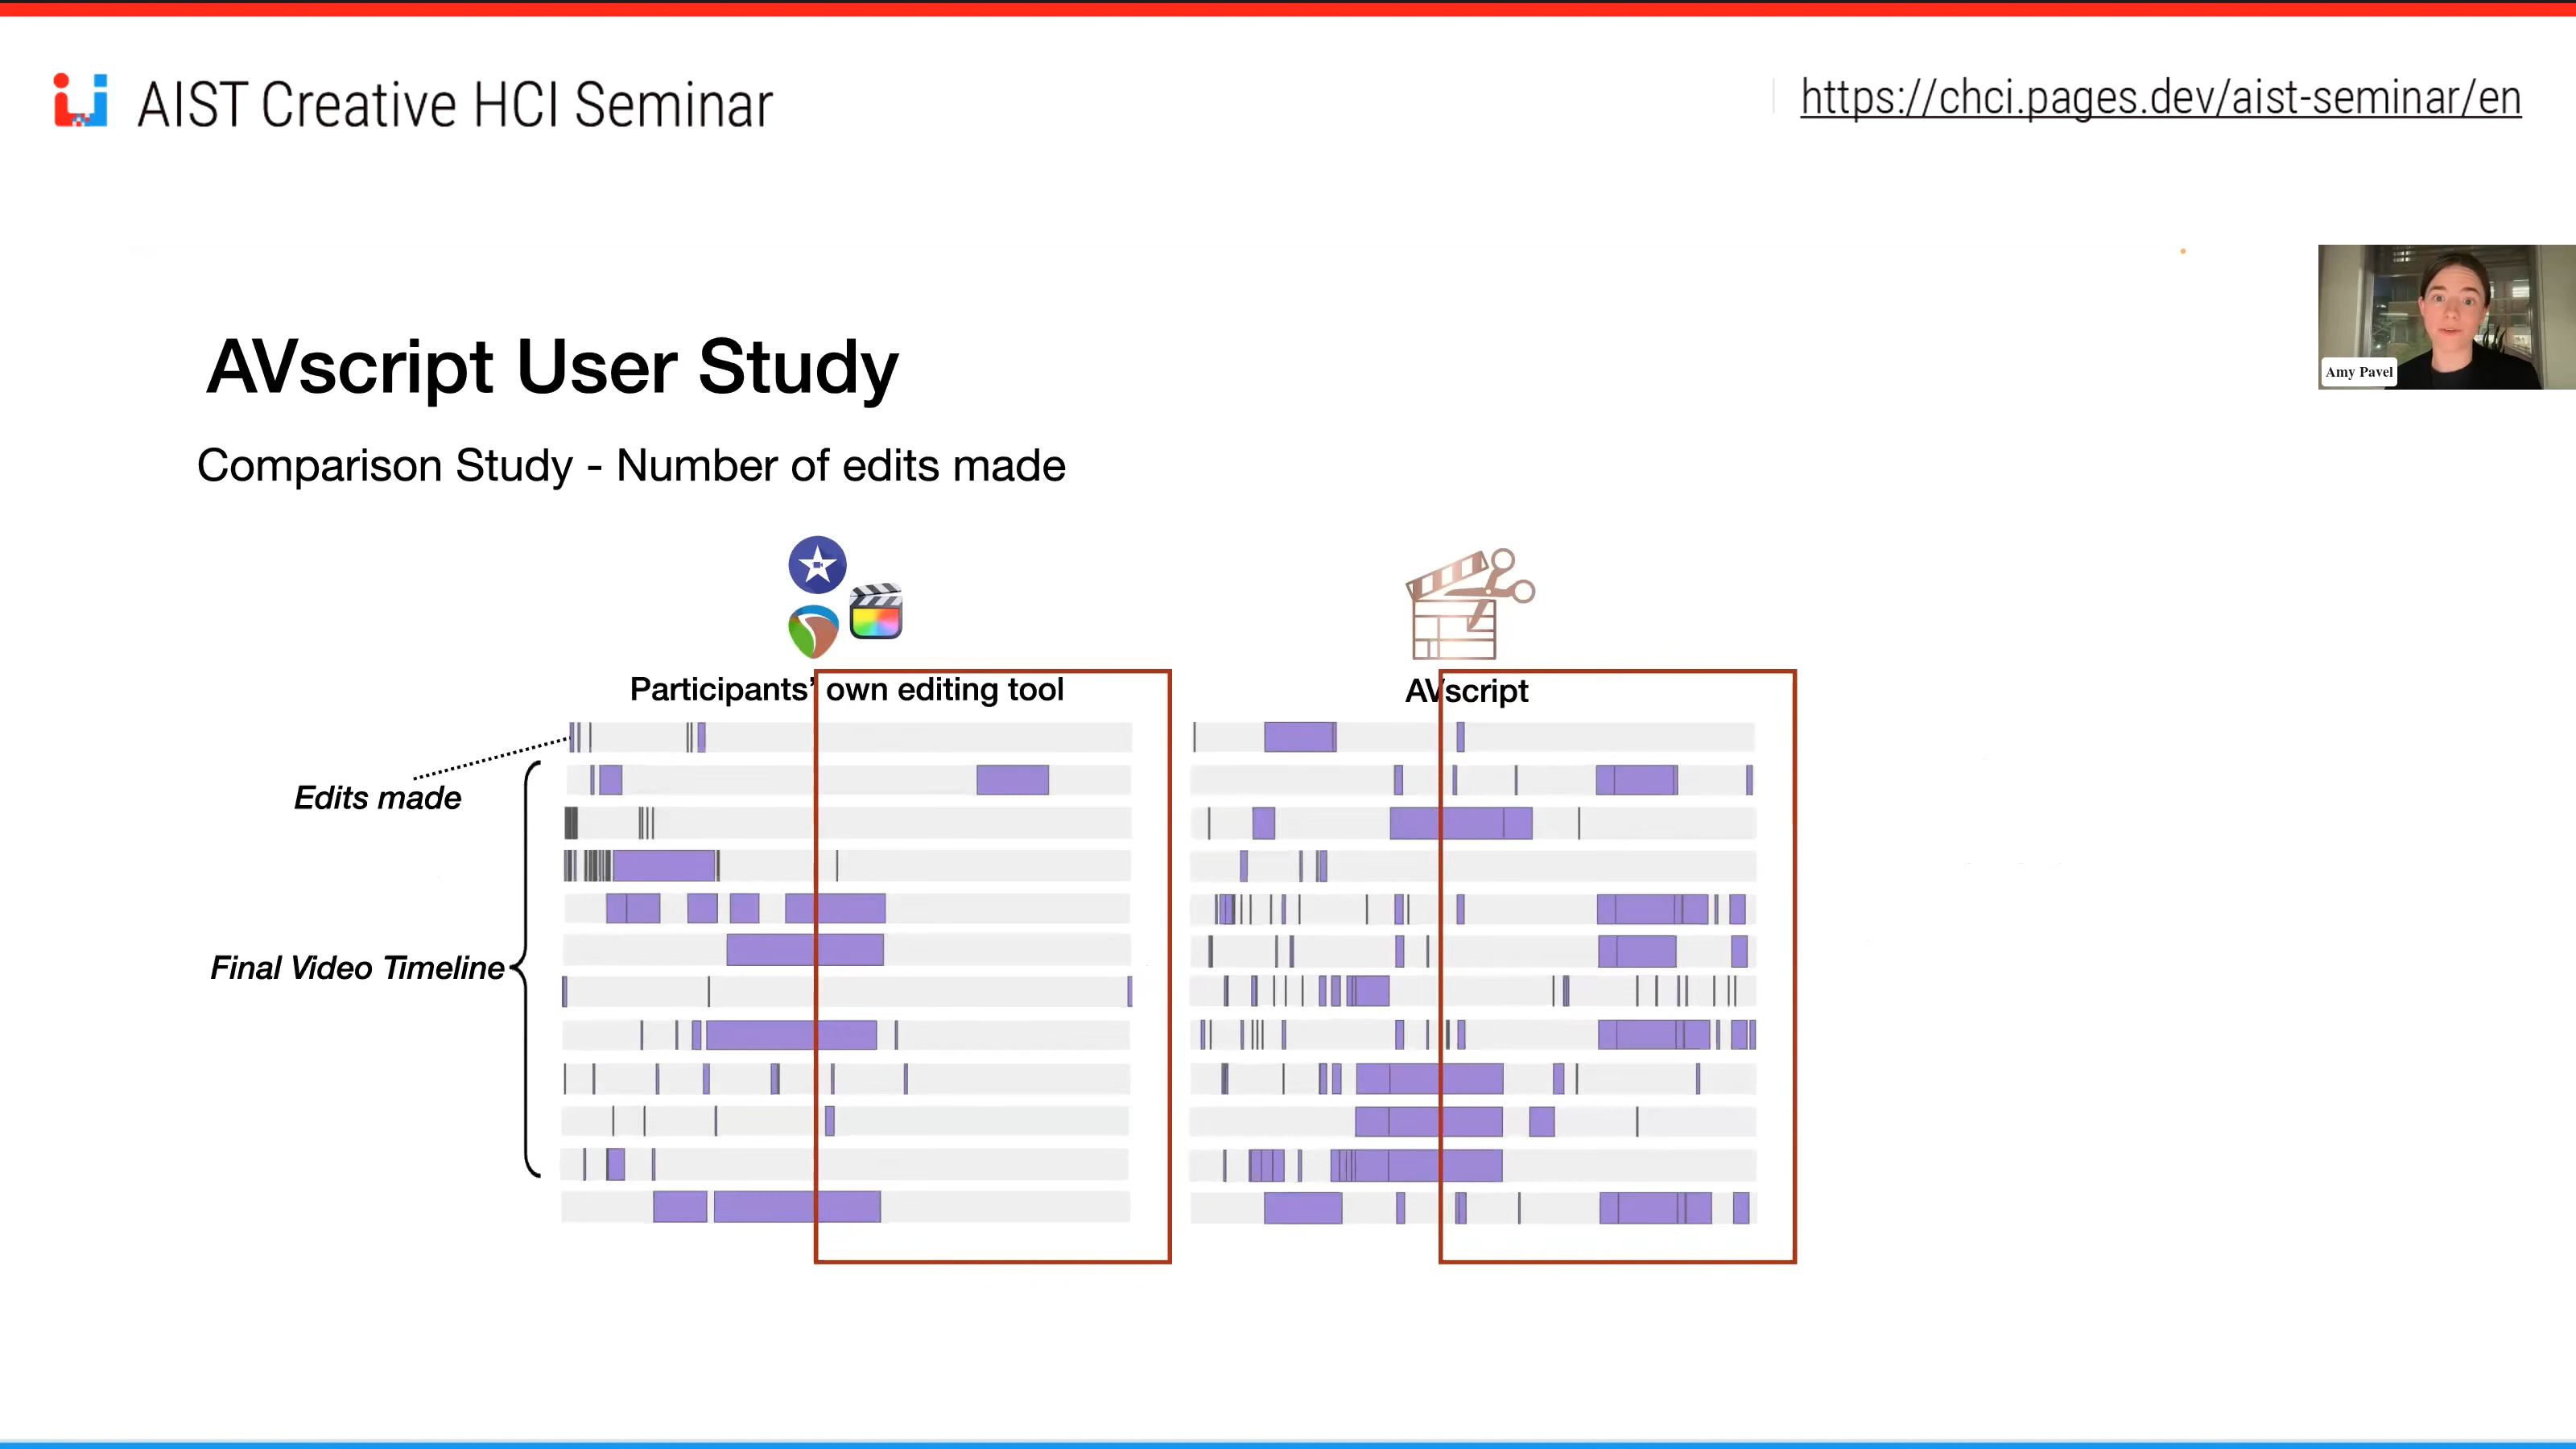 AIST Creative HCI Seminar
https://chci.pages.dev/aist-seminar/en
Amy Pavel
AVscript User Study
Comparison Study - Number of edits made
Participants' own editing tool
AVscript
Edits made
Final Video Timeline